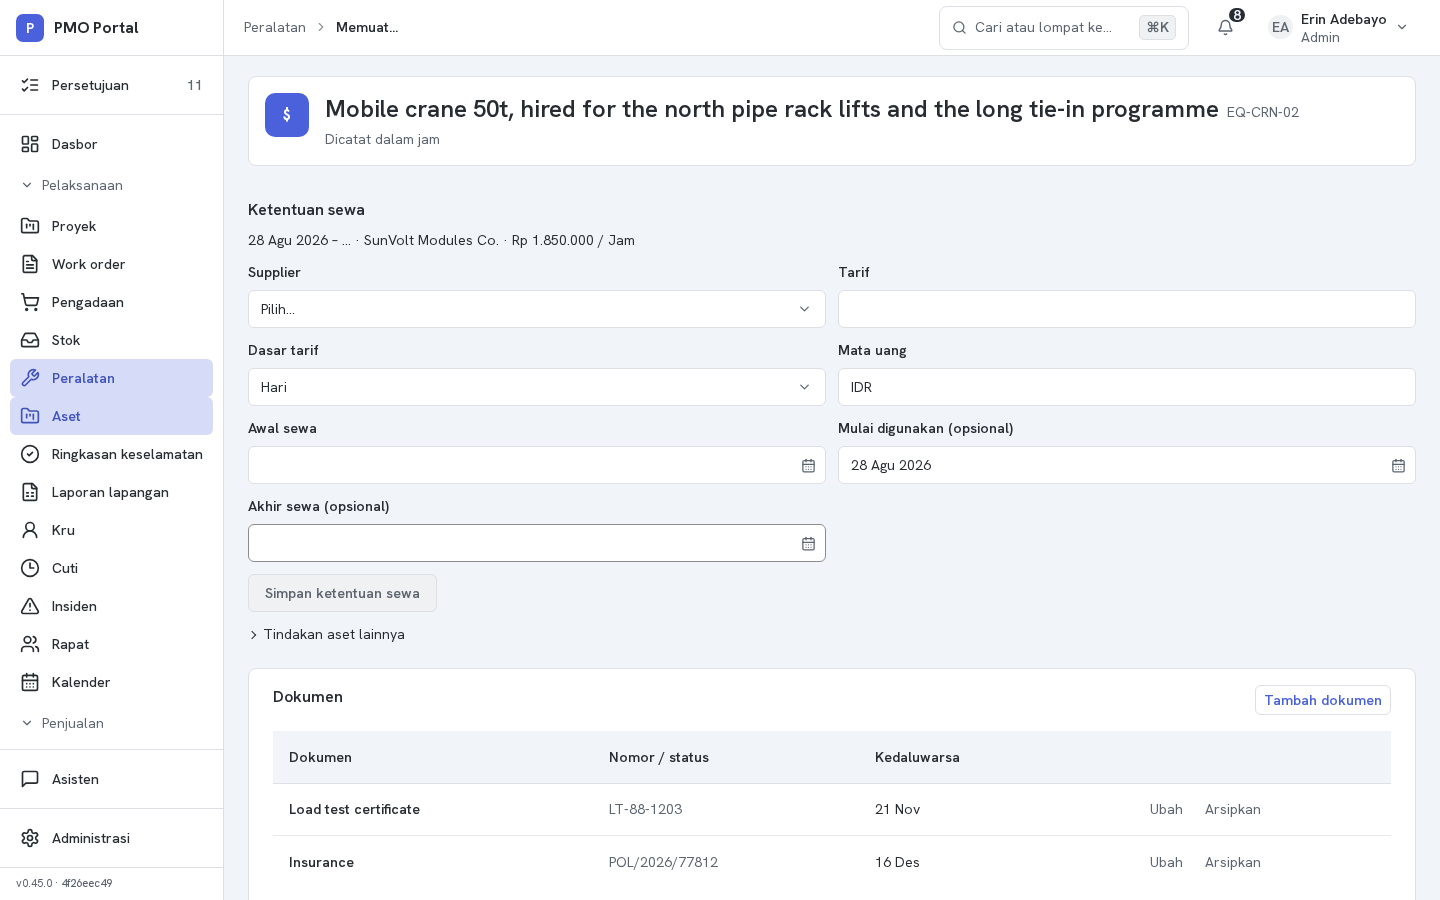 P PMO Portal
Peralatan > Memuat...
Cari atau lompat ke... ⌘K
8
EA Erin Adebayo
Admin
Persetujuan 11
Dasbor
Pelaksanaan
Proyek
Work order
Pengadaan
Stok
Peralatan
Aset
Ringkasan keselamatan
Laporan lapangan
Kru
Cuti
Insiden
Rapat
Kalender
Penjualan
Asisten
Administrasi
v0.45.0 · 4f26eec49
$ Mobile crane 50t, hired for the north pipe rack lifts and the long tie-in programme EQ-CRN-02
Dicatat dalam jam
Ketentuan sewa
28 Agu 2026 – ... · SunVolt Modules Co. · Rp 1.850.000 / Jam
Supplier Tarif
Pilih...
Dasar tarif Mata uang
Hari IDR
Awal sewa Mulai digunakan (opsional)
28 Agu 2026
Akhir sewa (opsional)
Simpan ketentuan sewa
Tindakan aset lainnya
Dokumen Tambah dokumen
Dokumen Nomor / status Kedaluwarsa
Load test certificate LT-88-1203 21 Nov Ubah Arsipkan
Insurance POL/2026/77812 16 Des Ubah Arsipkan